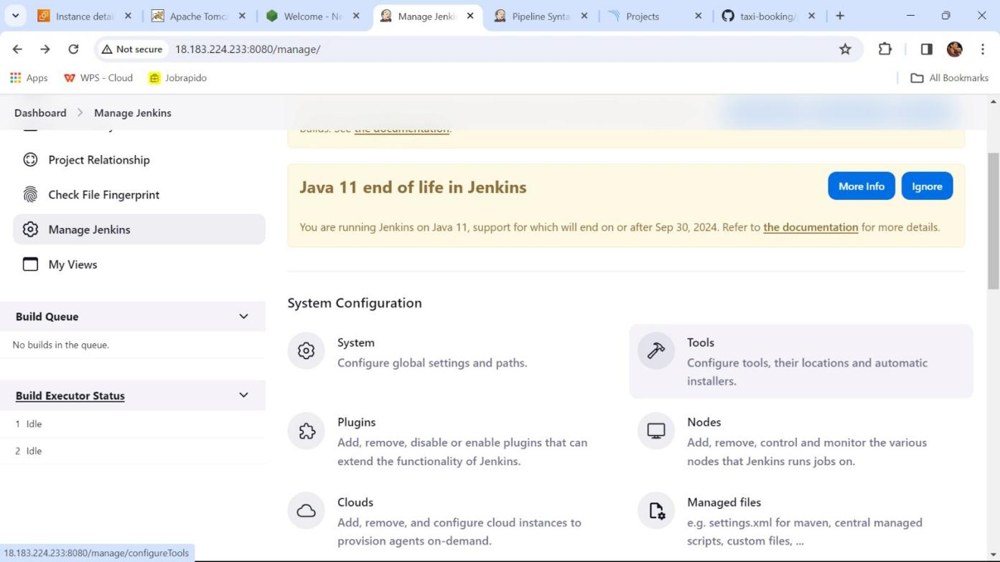 Instance detai
Apache Tomca
Welcome - Ne
Manage Jenki
Pipeline Synta
Projects
taxi-booking/p
Not secure
18.183.224.233:8080/manage/
Apps
WPS - Cloud
Jobrapido
All Bookmarks
Dashboard
Manage Jenkins
builds. See the documentation.
Project Relationship
Check File Fingerprint
Manage Jenkins
My Views
Build Queue
No builds in the queue.
Build Executor Status
1 Idle
2 Idle
Java 11 end of life in Jenkins
More Info
Ignore
You are running Jenkins on Java 11, support for which will end on or after Sep 30, 2024. Refer to the documentation for more details.
System Configuration
System
Configure global settings and paths.
Tools
Configure tools, their locations and automatic
installers.
Plugins
Add, remove, disable or enable plugins that can
extend the functionality of Jenkins.
Nodes
Add, remove, control and monitor the various
nodes that Jenkins runs jobs on.
Clouds
Add, remove, and configure cloud instances to
provision agents on-demand.
Managed files
e.g. settings.xml for maven, central managed
scripts, custom files, ...
18.183.224.233:8080/manage/configureTools